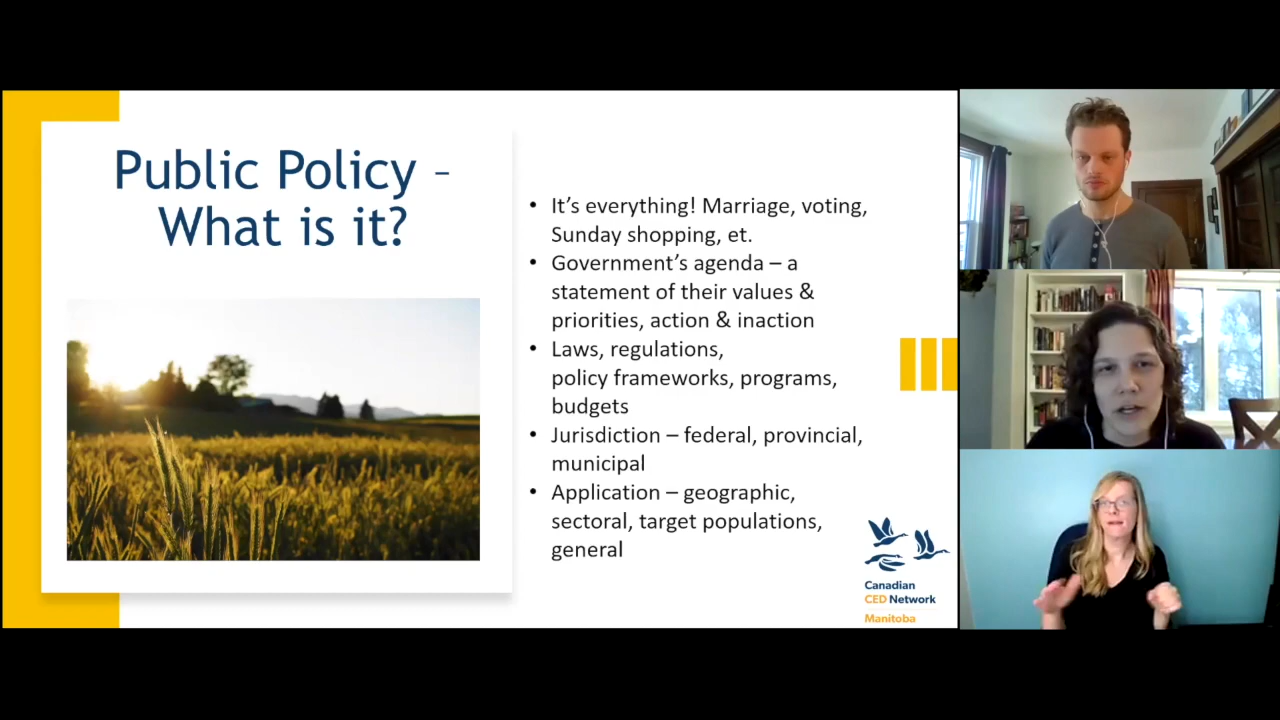 Public Policy –
What is it?
• It’s everything! Marriage, voting,
Sunday shopping, et.
• Government’s agenda – a
statement of their values &
priorities, action & inaction
• Laws, regulations,
policy frameworks, programs,
budgets
• Jurisdiction – federal, provincial,
municipal
• Application – geographic,
sectoral, target populations,
general
Canadian
CED Network
Manitoba